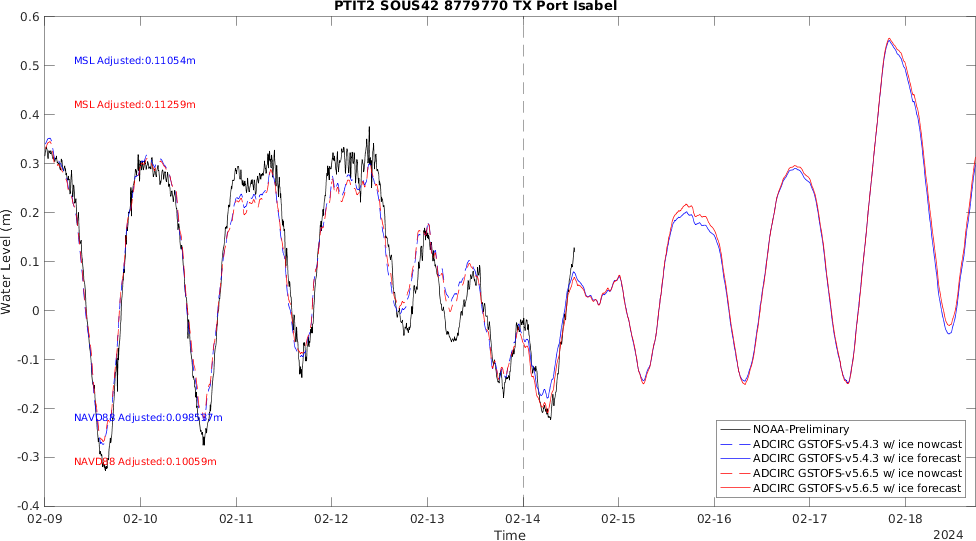 PTIT2 SOUS42 8779770 TX Port Isabel
0.6
0.5
0.4
0.3
0.2
0.1
0
-0.1
-0.2
-0.3
-0.4
Water Level (m)
MSL Adjusted:0.11054m
MSL Adjusted:0.11259m
NAVD88 Adjusted:0.098537m
NAVD88 Adjusted:0.10059m
NOAA-Preliminary
ADCIRC GSTOFS-v5.4.3 w/ ice nowcast
ADCIRC GSTOFS-v5.4.3 w/ ice forecast
ADCIRC GSTOFS-v5.6.5 w/ ice nowcast
ADCIRC GSTOFS-v5.6.5 w/ ice forecast
02-09 02-10 02-11 02-12 02-13 02-14 02-15 02-16 02-17 02-18
Time
2024